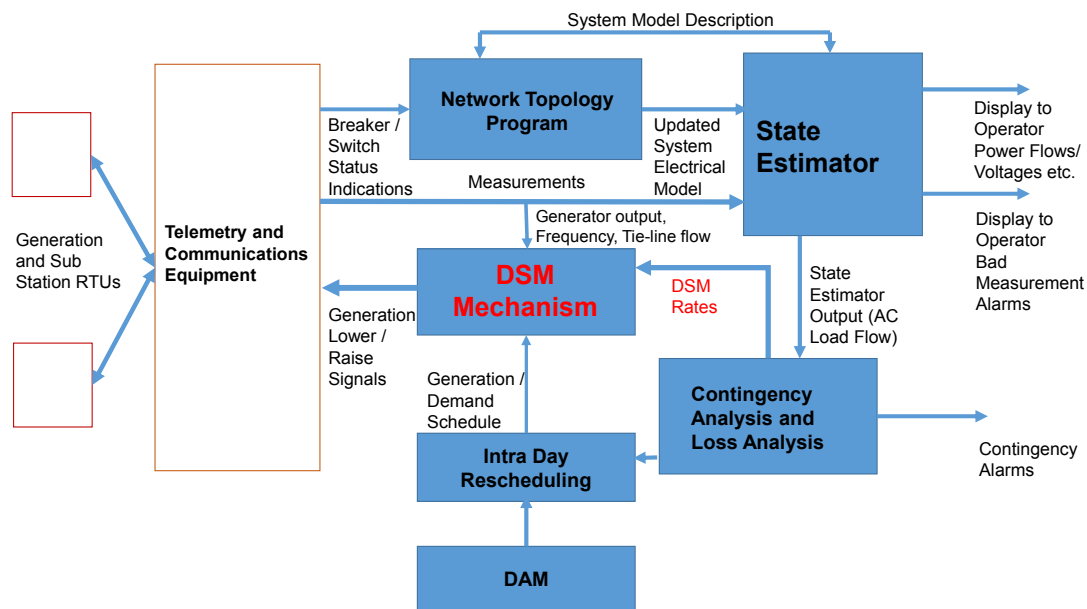 System Model Description
Network Topology
Program
State
Estimator
Breaker /
Switch
Status
Indications
Updated
System
Electrical
Model
Display to
Operator
Power Flows/
Voltages etc.
Measurements
Generation
and Sub
Station RTUs
Telemetry and
Communications
Equipment
Generator output,
Frequency, Tie-line flow
Display to
Operator
Bad
Measurement
Alarms
DSM
Mechanism
DSM
Rates
State
Estimator
Output (AC
Load Flow)
Generation
Lower /
Raise
Signals
Generation /
Demand
Schedule
Contingency
Analysis and
Loss Analysis
Contingency
Alarms
Intra Day
Rescheduling
DAM